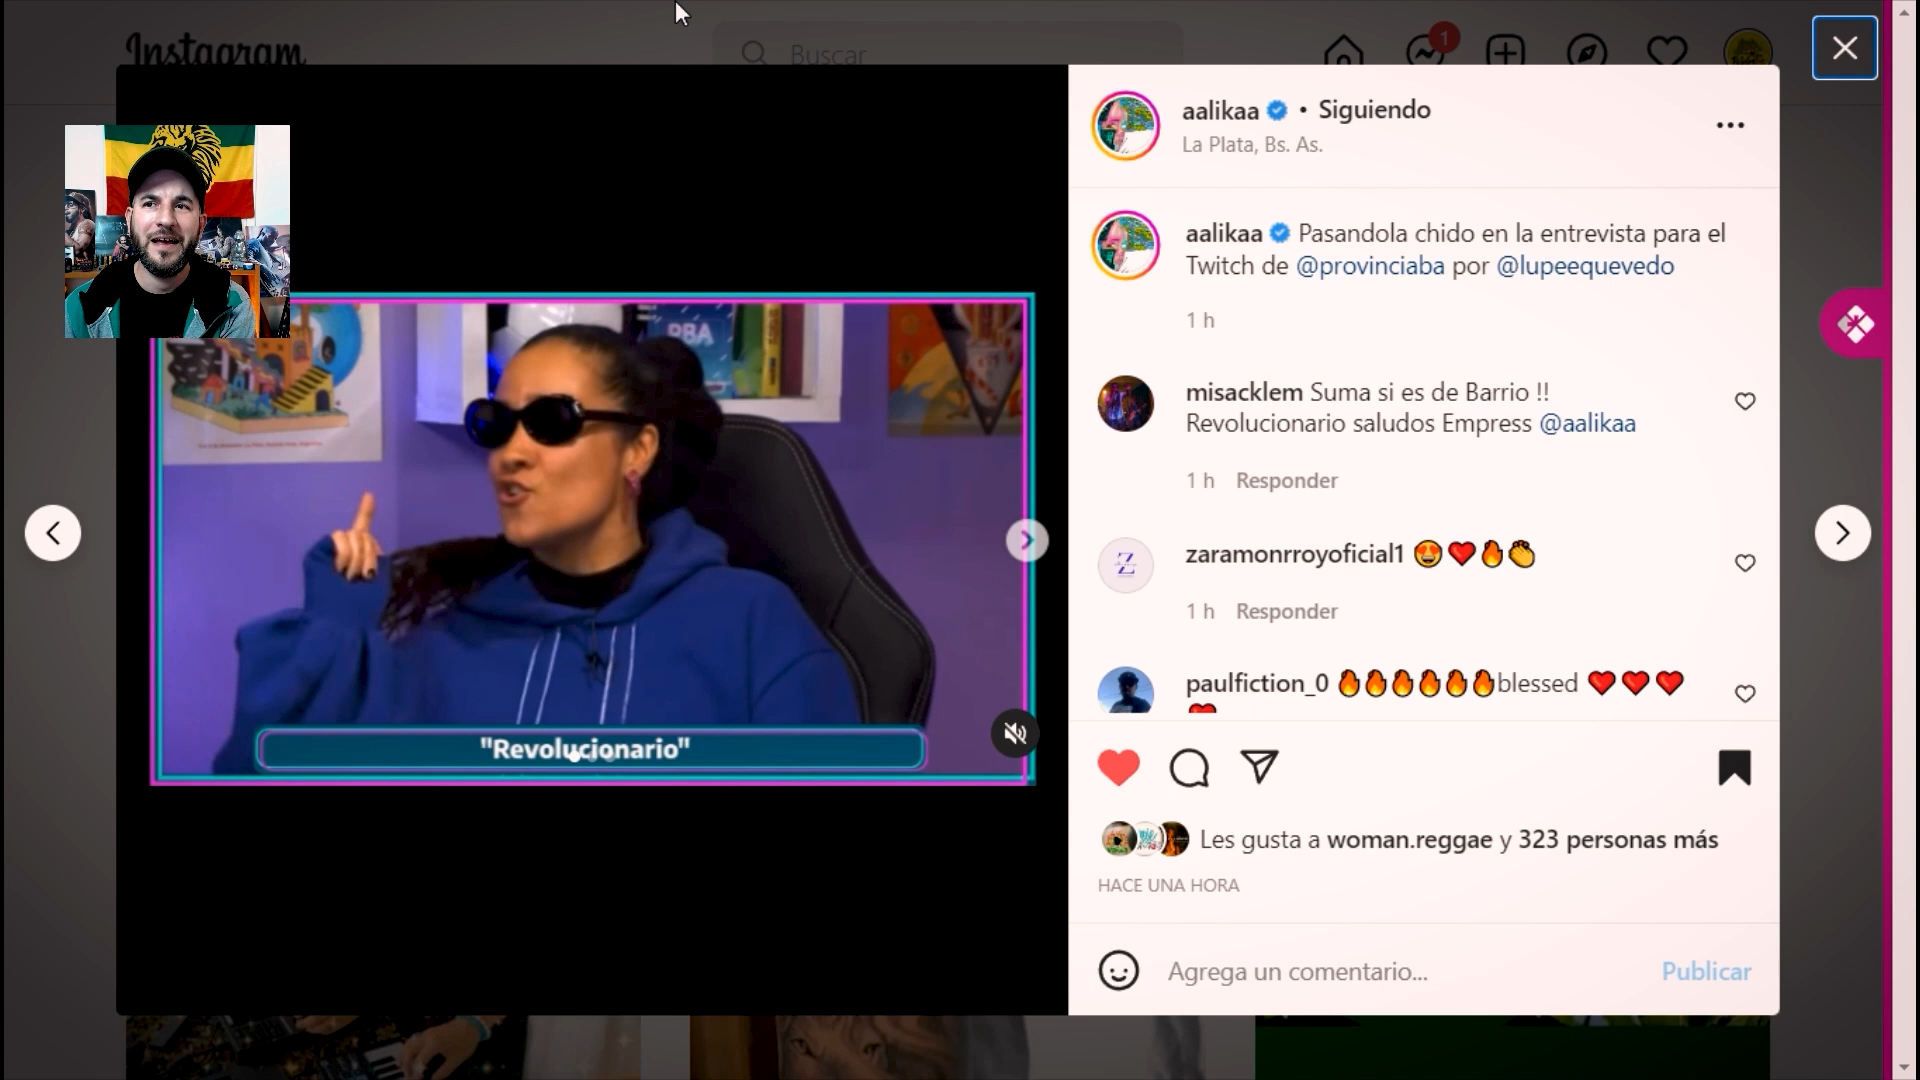 Instagram
Buscar
1
aalikaa • Siguiendo
La Plata, Bs. As.
aalikaa Pasandola chido en la entrevista para el
Twitch de @provinciaba por @lupeequevedo
1 h
misacklem Suma si es de Barrio !!
Revolucionario saludos Empress @aalikaa
1 h Responder
zaramonrroyoficial1 😍❤️🔥👏
1 h Responder
paulfiction_0 🔥🔥🔥🔥🔥🔥blessed ❤️❤️❤️
❤️
PBA
"Revolucionario"
Les gusta a woman.reggae y 323 personas más
HACE UNA HORA
Agrega un comentario...
Publicar